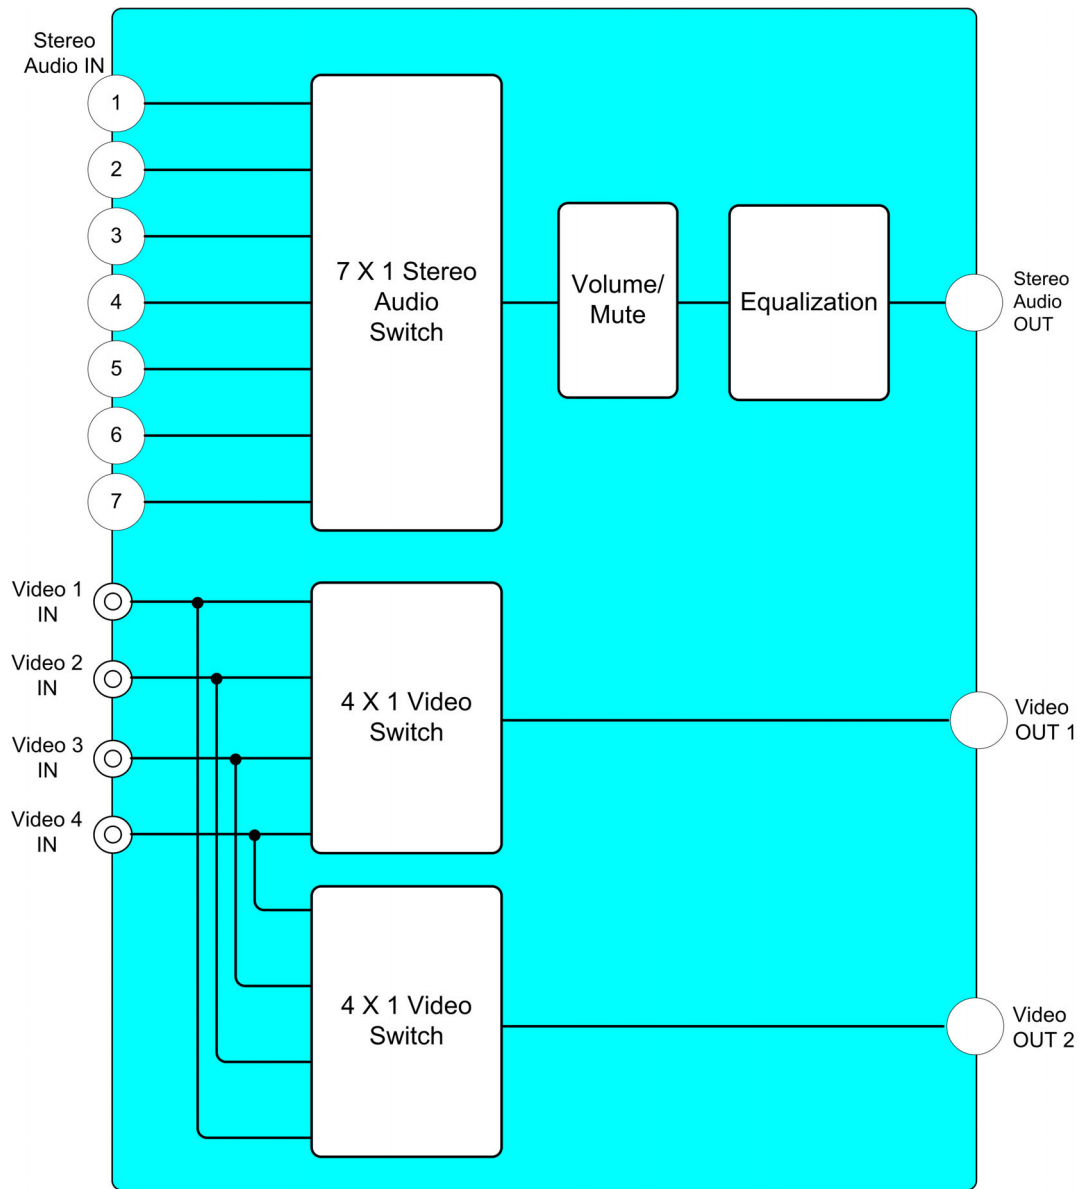 Stereo
Audio IN
1
2
3
4
5
6
7
7 X 1 Stereo
Audio
Switch
Volume/
Mute
Equalization
Stereo
Audio
OUT
Video 1
IN
Video 2
IN
Video 3
IN
Video 4
IN
4 X 1 Video
Switch
Video
OUT 1
4 X 1 Video
Switch
Video
OUT 2